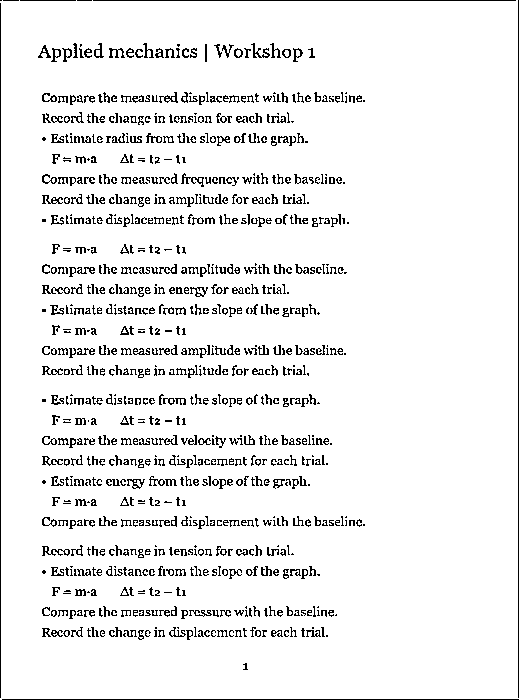 Applied mechanics | Workshop 1
Compare the measured displacement with the baseline.
Record the change in tension for each trial.
• Estimate radius from the slope of the graph.
F = m·a Δt = t2 − t1
Compare the measured frequency with the baseline.
Record the change in amplitude for each trial.
• Estimate displacement from the slope of the graph.
F = m·a Δt = t2 − t1
Compare the measured amplitude with the baseline.
Record the change in energy for each trial.
• Estimate distance from the slope of the graph.
F = m·a Δt = t2 − t1
Compare the measured amplitude with the baseline.
Record the change in amplitude for each trial.
• Estimate distance from the slope of the graph.
F = m·a Δt = t2 − t1
Compare the measured velocity with the baseline.
Record the change in displacement for each trial.
• Estimate energy from the slope of the graph.
F = m·a Δt = t2 − t1
Compare the measured displacement with the baseline.
Record the change in tension for each trial.
• Estimate distance from the slope of the graph.
F = m·a Δt = t2 − t1
Compare the measured pressure with the baseline.
Record the change in displacement for each trial.
1